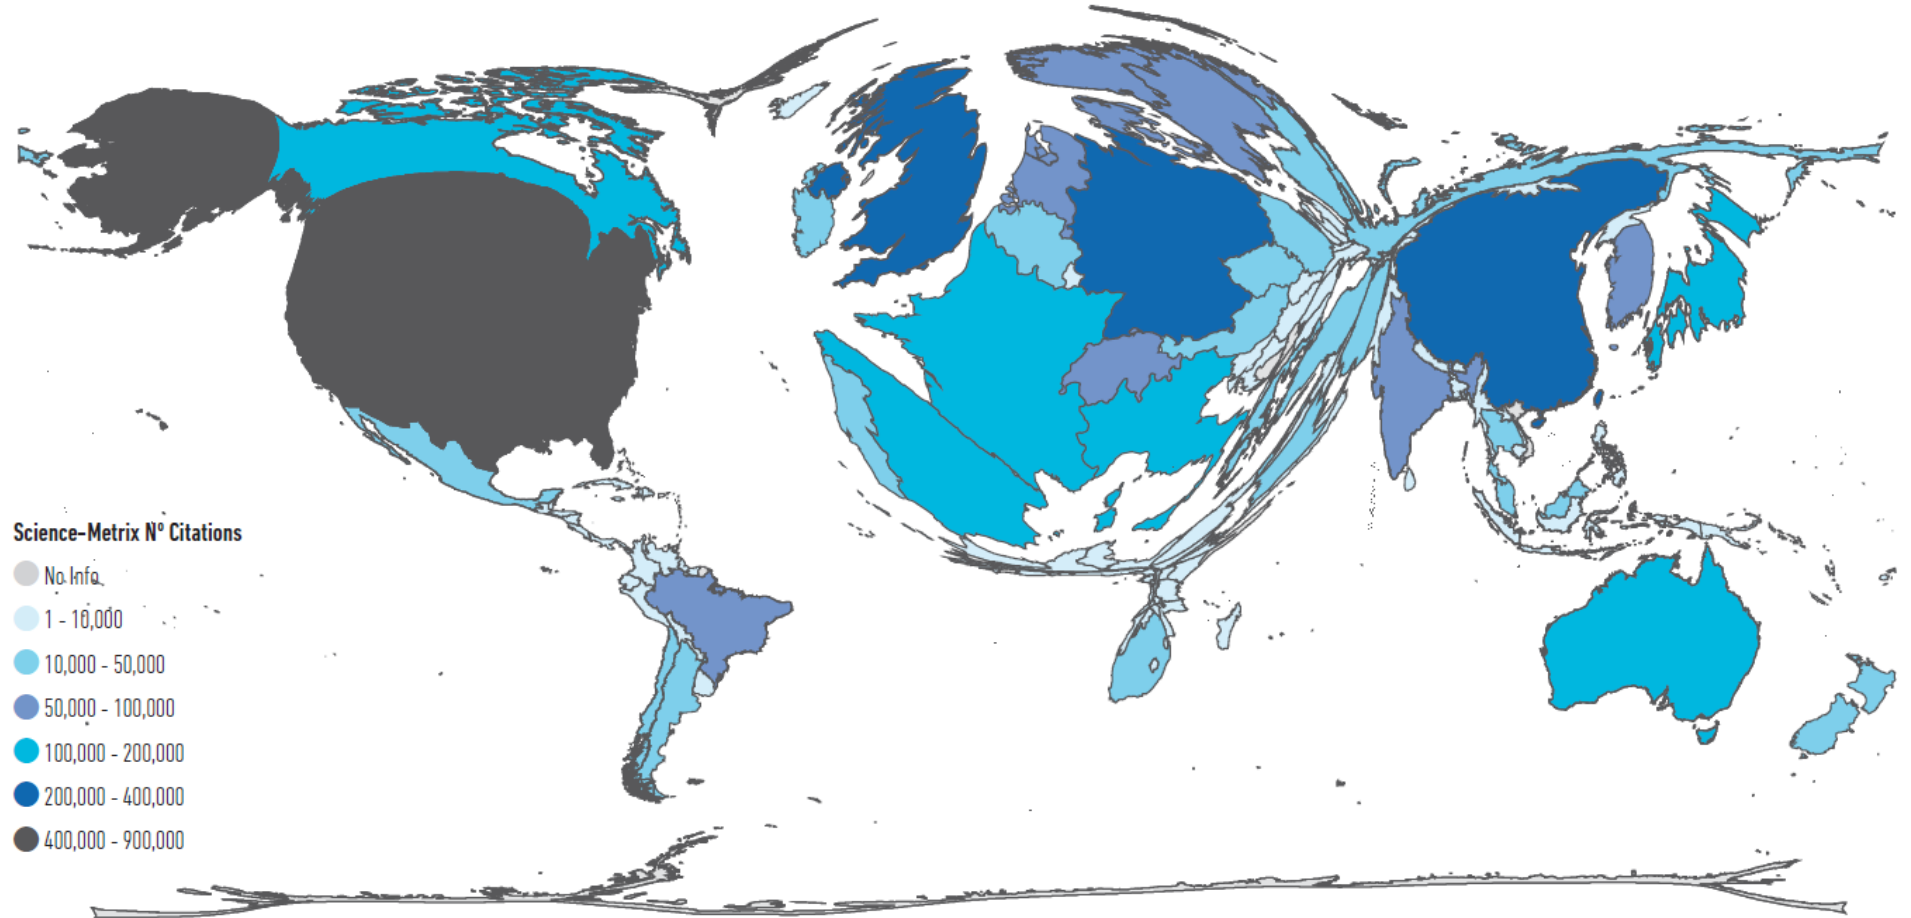 Science-Metrix Nº Citations
No Info
1 - 10,000
10,000 - 50,000
50,000 - 100,000
100,000 - 200,000
200,000 - 400,000
400,000 - 900,000